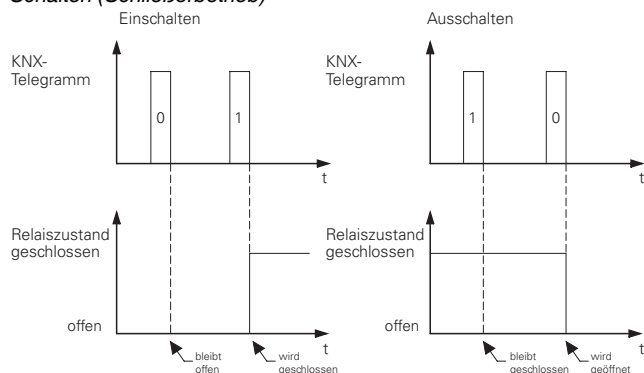 Schalten (Schließerbetrieb)
Einschalten
KNX-
Telegramm
0
1
t
Relaiszustand
geschlossen
offen
t
bleibt
offen
wird
geschlossen
Ausschalten
KNX-
Telegramm
1
0
t
Relaiszustand
geschlossen
offen
t
bleibt
geschlossen
wird
geöffnet